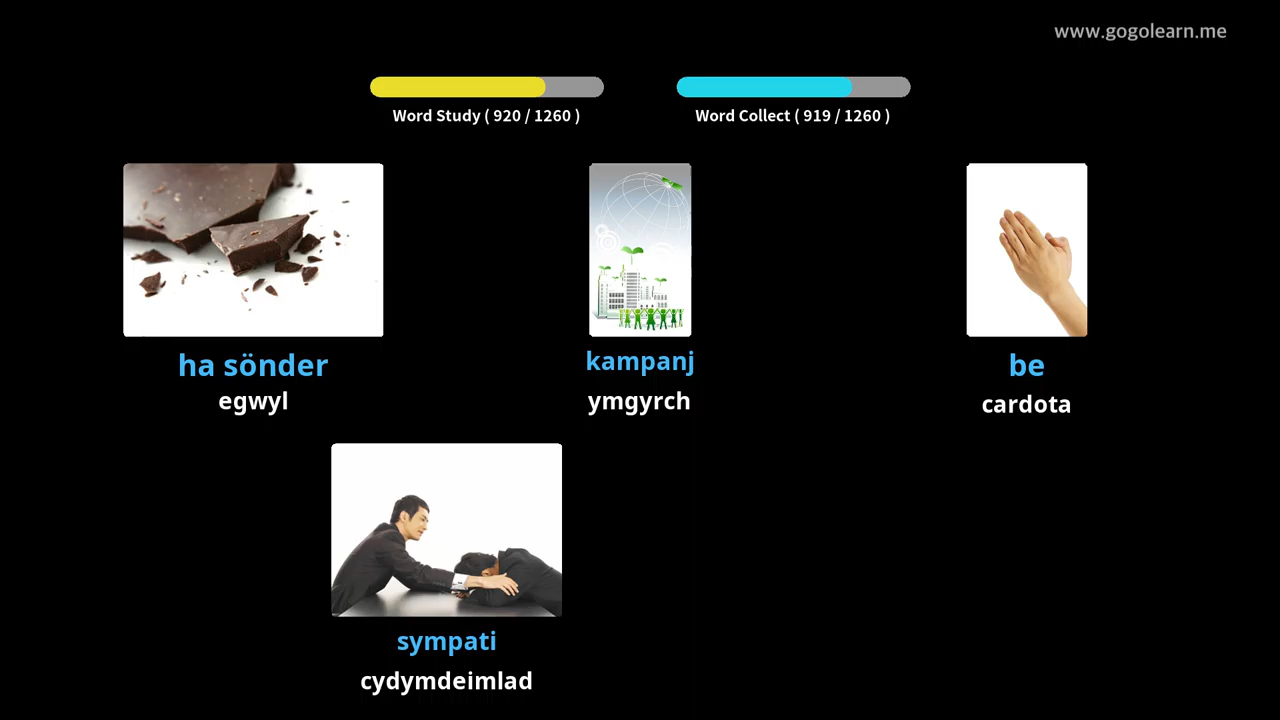 www.gogolearn.me
Word Study ( 920 / 1260 )
Word Collect ( 919 / 1260 )
ha sönder
egwyl
kampanj
ymgyrch
be
cardota
sympati
cydymdeimlad